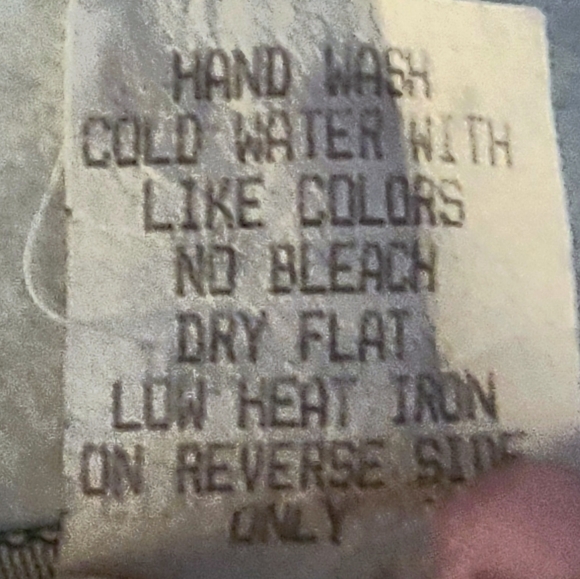 HAND WASH
COLD WATER WITH
LIKE COLORS
NO BLEACH
DRY FLAT
LOW HEAT IRON
ON REVERSE SIDE
ONLY